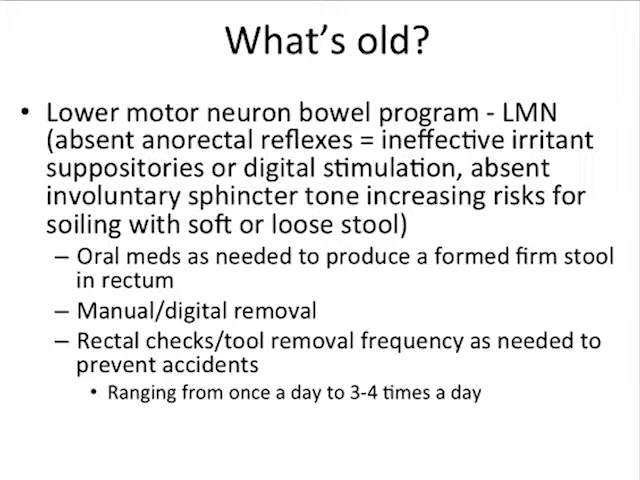 What's old?
• Lower motor neuron bowel program - LMN
(absent anorectal reflexes = ineffective irritant
suppositories or digital stimulation, absent
involuntary sphincter tone increasing risks for
soiling with soft or loose stool)
– Oral meds as needed to produce a formed firm stool
in rectum
– Manual/digital removal
– Rectal checks/tool removal frequency as needed to
prevent accidents
• Ranging from once a day to 3-4 times a day